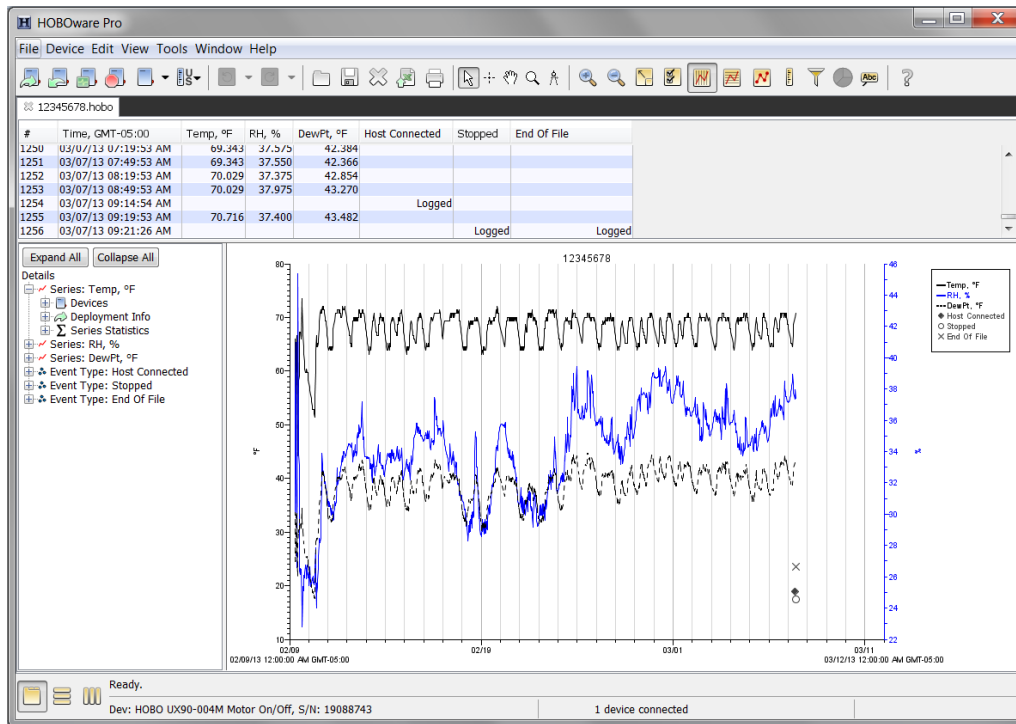 HOBOware Pro
File Device Edit View Tools Window Help
12345678.hobo
# Time, GMT-05:00 Temp, °F RH, % DewPt, °F Host Connected Stopped End Of File
1250 03/07/13 07:19:53 AM 69.343 37.575 42.384
1251 03/07/13 07:49:53 AM 69.343 37.550 42.366
1252 03/07/13 08:19:53 AM 70.029 37.375 42.854
1253 03/07/13 08:49:53 AM 70.029 37.975 43.270
1254 03/07/13 09:14:54 AM Logged
1255 03/07/13 09:19:53 AM 70.716 37.400 43.482
1256 03/07/13 09:21:26 AM Logged Logged
Expand All Collapse All
Details
Series: Temp, °F
Devices
Deployment Info
Series Statistics
Series: RH, %
Series: DewPt, °F
Event Type: Host Connected
Event Type: Stopped
Event Type: End Of File
12345678
80 46
44
70
42
40
60
38
50 36
°F %
34
40
32
30
30
28
26
20
24
10 22
02/09 02/19 03/01 03/11
02/09/13 12:00:00 AM GMT-05:00 03/12/13 12:00:00 AM GMT-05:00
Temp, °F
RH, %
DewPt, °F
Host Connected
Stopped
End Of File
Ready.
Dev: HOBO UX90-004M Motor On/Off, S/N: 19088743 1 device connected